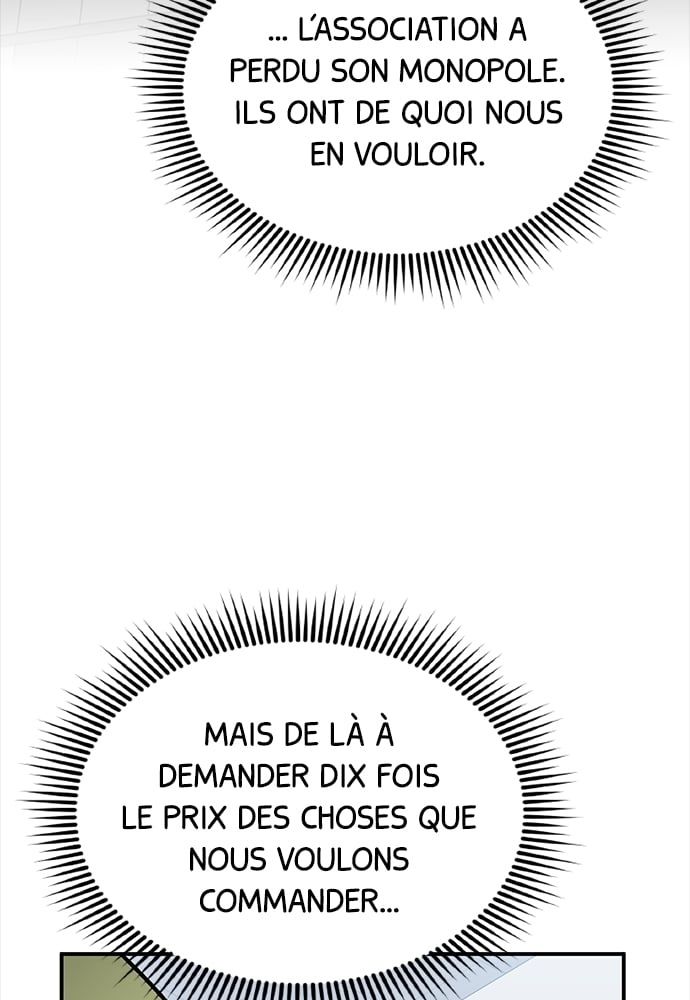 ... L'ASSOCIATION A
PERDU SON MONOPOLE.
ILS ONT DE QUOI NOUS
EN VOULOIR.
MAIS DE LÀ À
DEMANDER DIX FOIS
LE PRIX DES CHOSES QUE
NOUS VOULONS
COMMANDER...